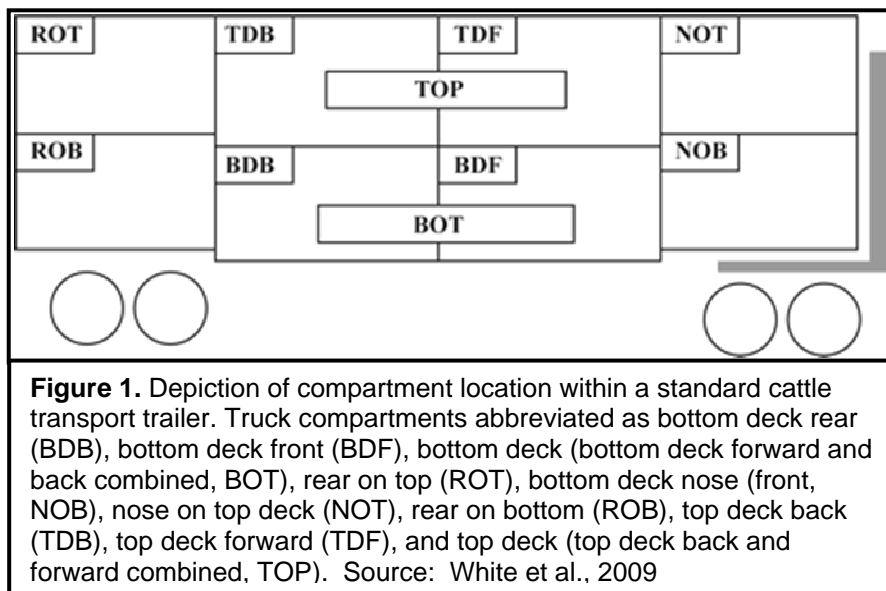 ROT TDB TDF NOT
TOP
ROB BDB BDF NOB
BOT
Figure 1. Depiction of compartment location within a standard cattle
transport trailer. Truck compartments abbreviated as bottom deck rear
(BDB), bottom deck front (BDF), bottom deck (bottom deck forward and
back combined, BOT), rear on top (ROT), bottom deck nose (front,
NOB), nose on top deck (NOT), rear on bottom (ROB), top deck back
(TDB), top deck forward (TDF), and top deck (top deck back and
forward combined, TOP).  Source:  White et al., 2009